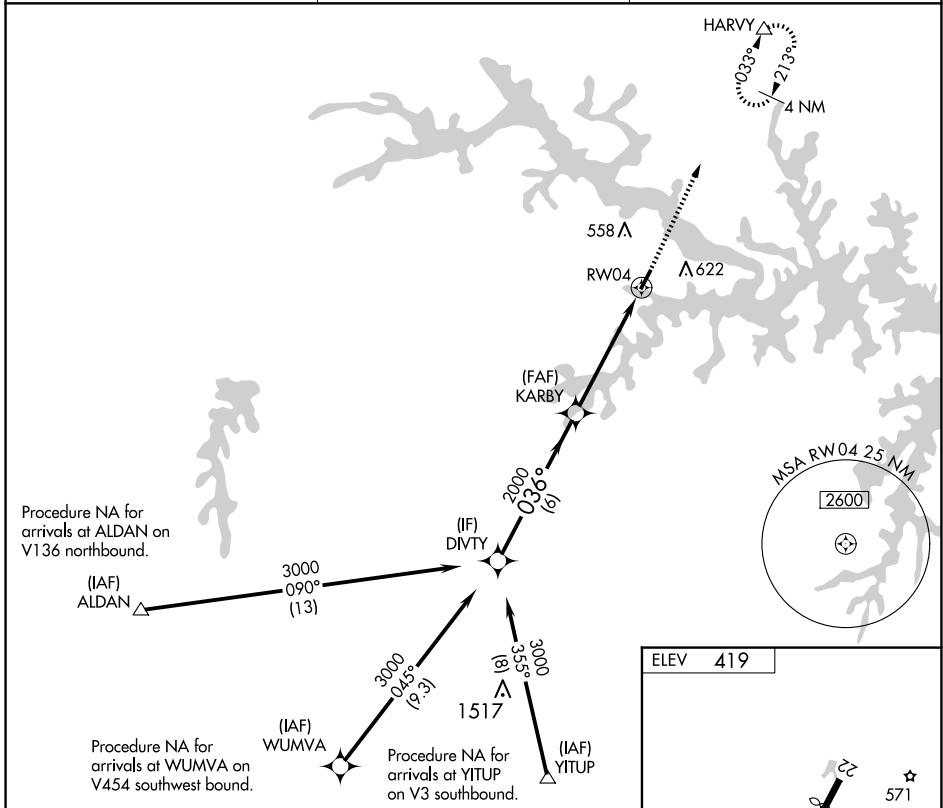 HARVY
033°
213°
4 NM
558
RW04
622
(FAF)
KARBY
MSA RW04 25 NM
2600
2000
036°
(6)
Procedure NA for
arrivals at ALDAN on
V136 northbound.
(IF)
DIVTY
(IAF)
ALDAN
3000
090°
(13)
3000
045°
(9.3)
3000
355°
(8)
1517
ELEV 419
(IAF)
WUMVA
Procedure NA for
arrivals at WUMVA on
V454 southwest bound.
Procedure NA for
arrivals at YITUP
on V3 southbound.
(IAF)
YITUP
22
571